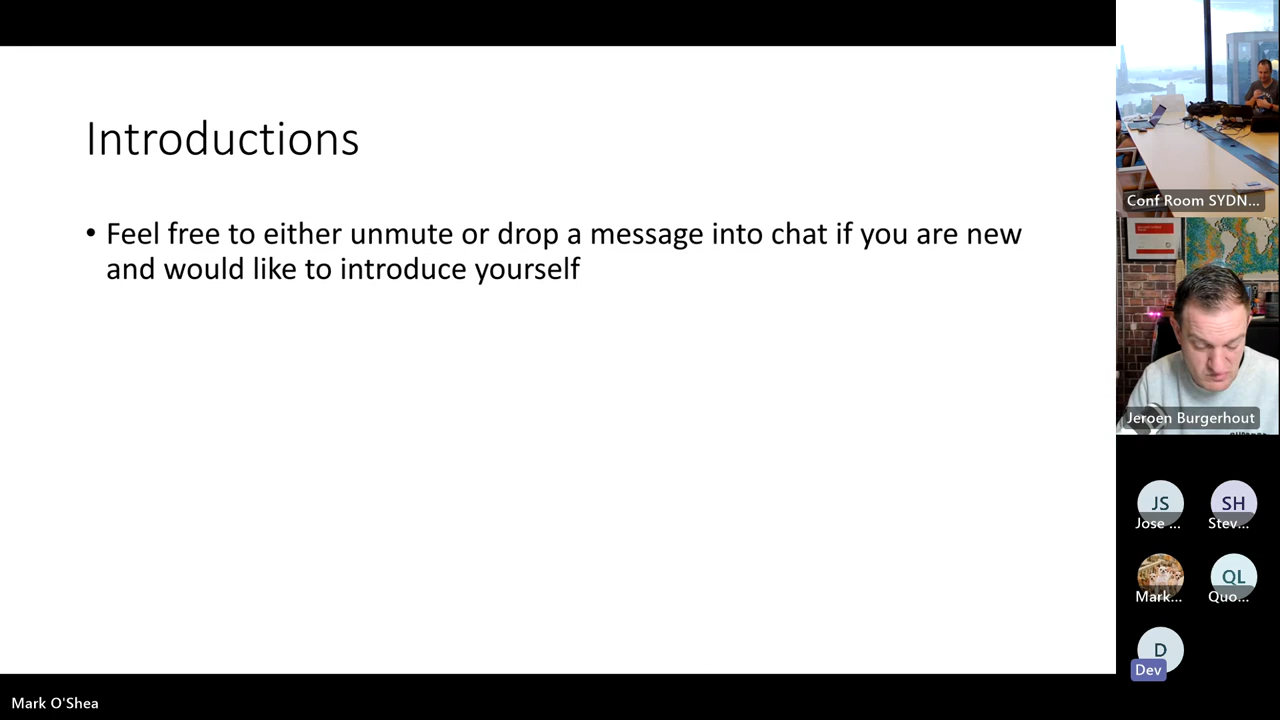 Introductions
• Feel free to either unmute or drop a message into chat if you are new
and would like to introduce yourself
Conf Room SYDN...
Jeroen Burgerhout
JS
SH
Jose ...
Stev...
QL
Mark...
Quo...
D
Dev
Mark O'Shea